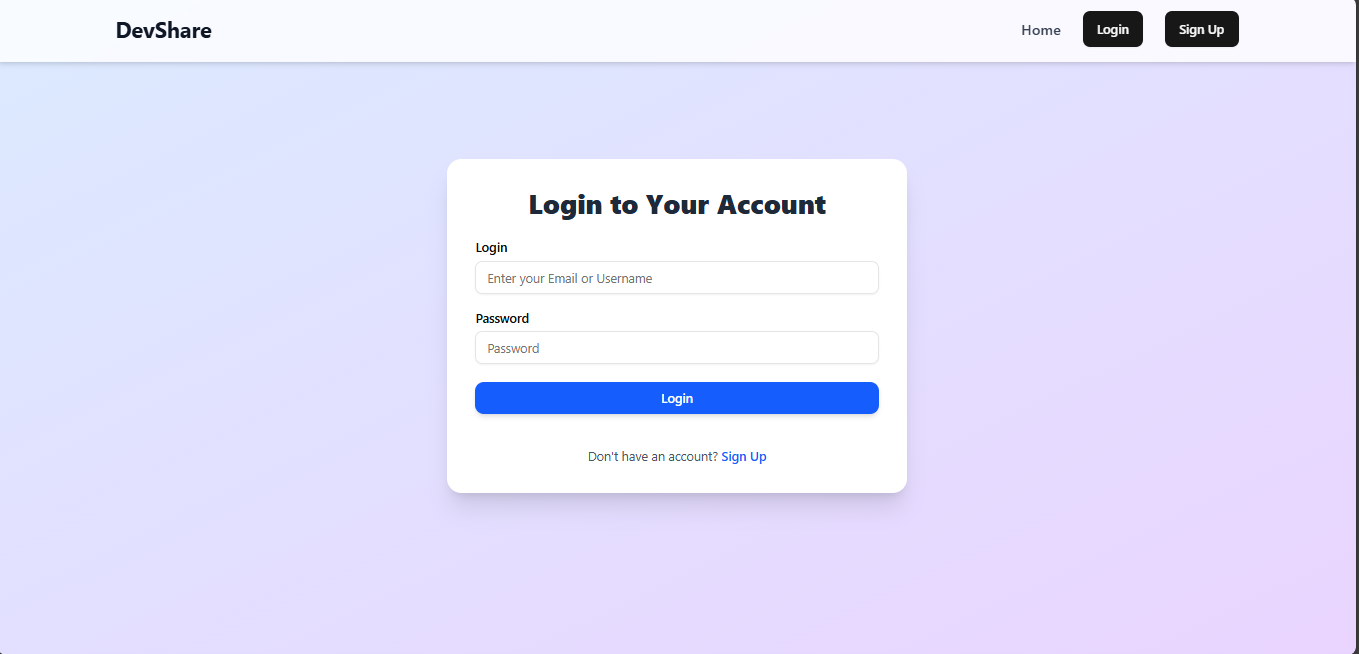 DevShare Home Login Sign Up
Login to Your Account
Login
Enter your Email or Username
Password
Password
Login
Don't have an account? Sign Up